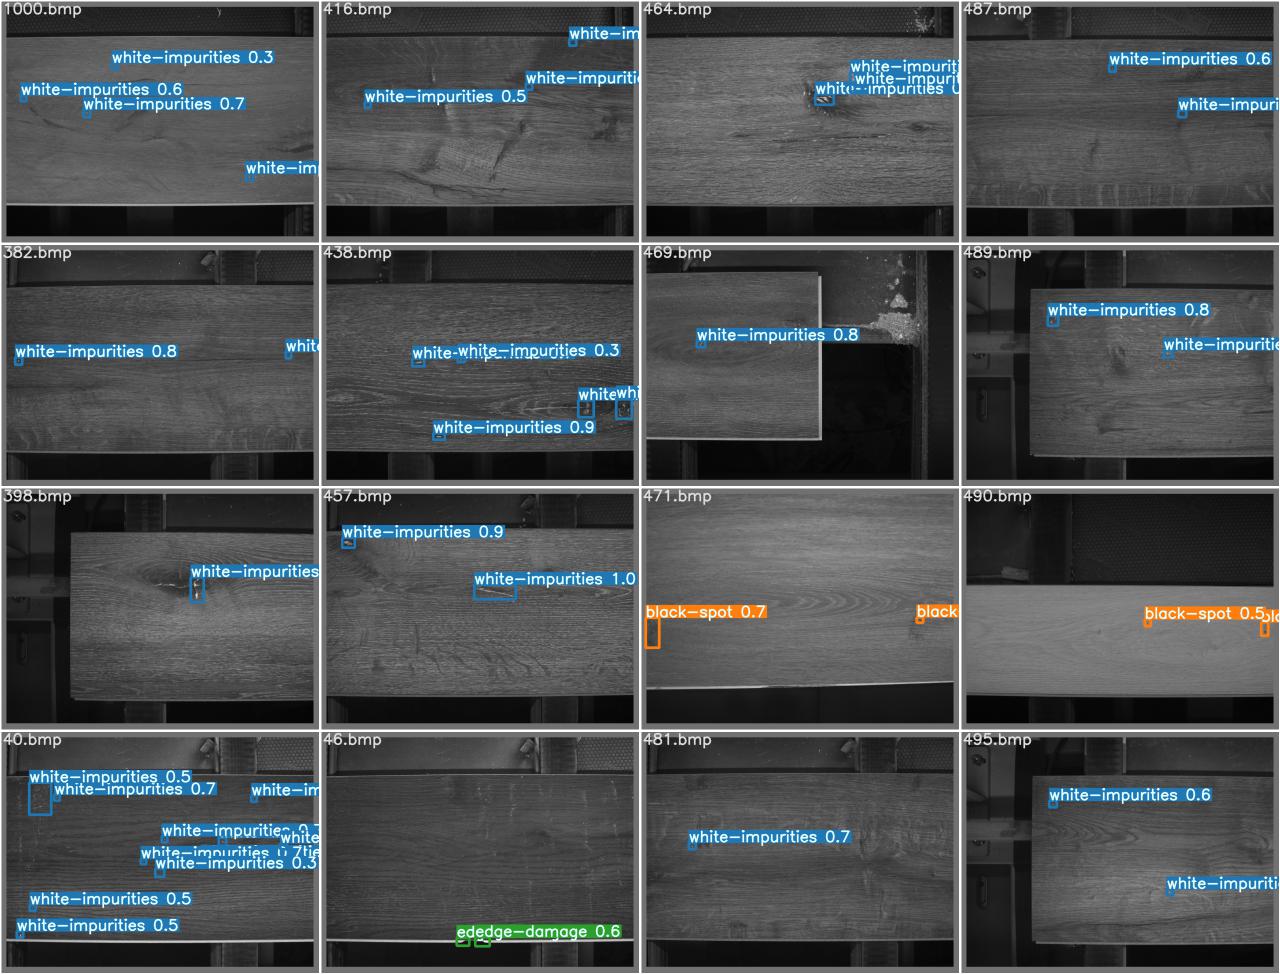 1000.bmp
white-impurities 0.3
white-impurities 0.6
white-impurities 0.7
white-imp
416.bmp
white-im
white-impuritie
white-impurities 0.5
464.bmp
white-impuriti
white-impurit
white-impurities 0
487.bmp
white-impurities 0.6
white-impuri
382.bmp
white-impurities 0.8
white
438.bmp
white-impurities 0.3
white
whi
white-impurities 0.9
469.bmp
white-impurities 0.8
489.bmp
white-impurities 0.8
white-impuritie
398.bmp
white-impurities
457.bmp
white-impurities 0.9
white-impurities 1.0
471.bmp
black-spot 0.7
black
490.bmp
black-spot 0.5
40.bmp
white-impurities 0.5
white-impurities 0.7
white-im
white-impurities 0.7
white
white-impurities 0.7
white-impurities 0.3
white-impurities 0.5
white-impurities 0.5
46.bmp
ededge-damage 0.6
481.bmp
white-impurities 0.7
495.bmp
white-impurities 0.6
white-impuriti